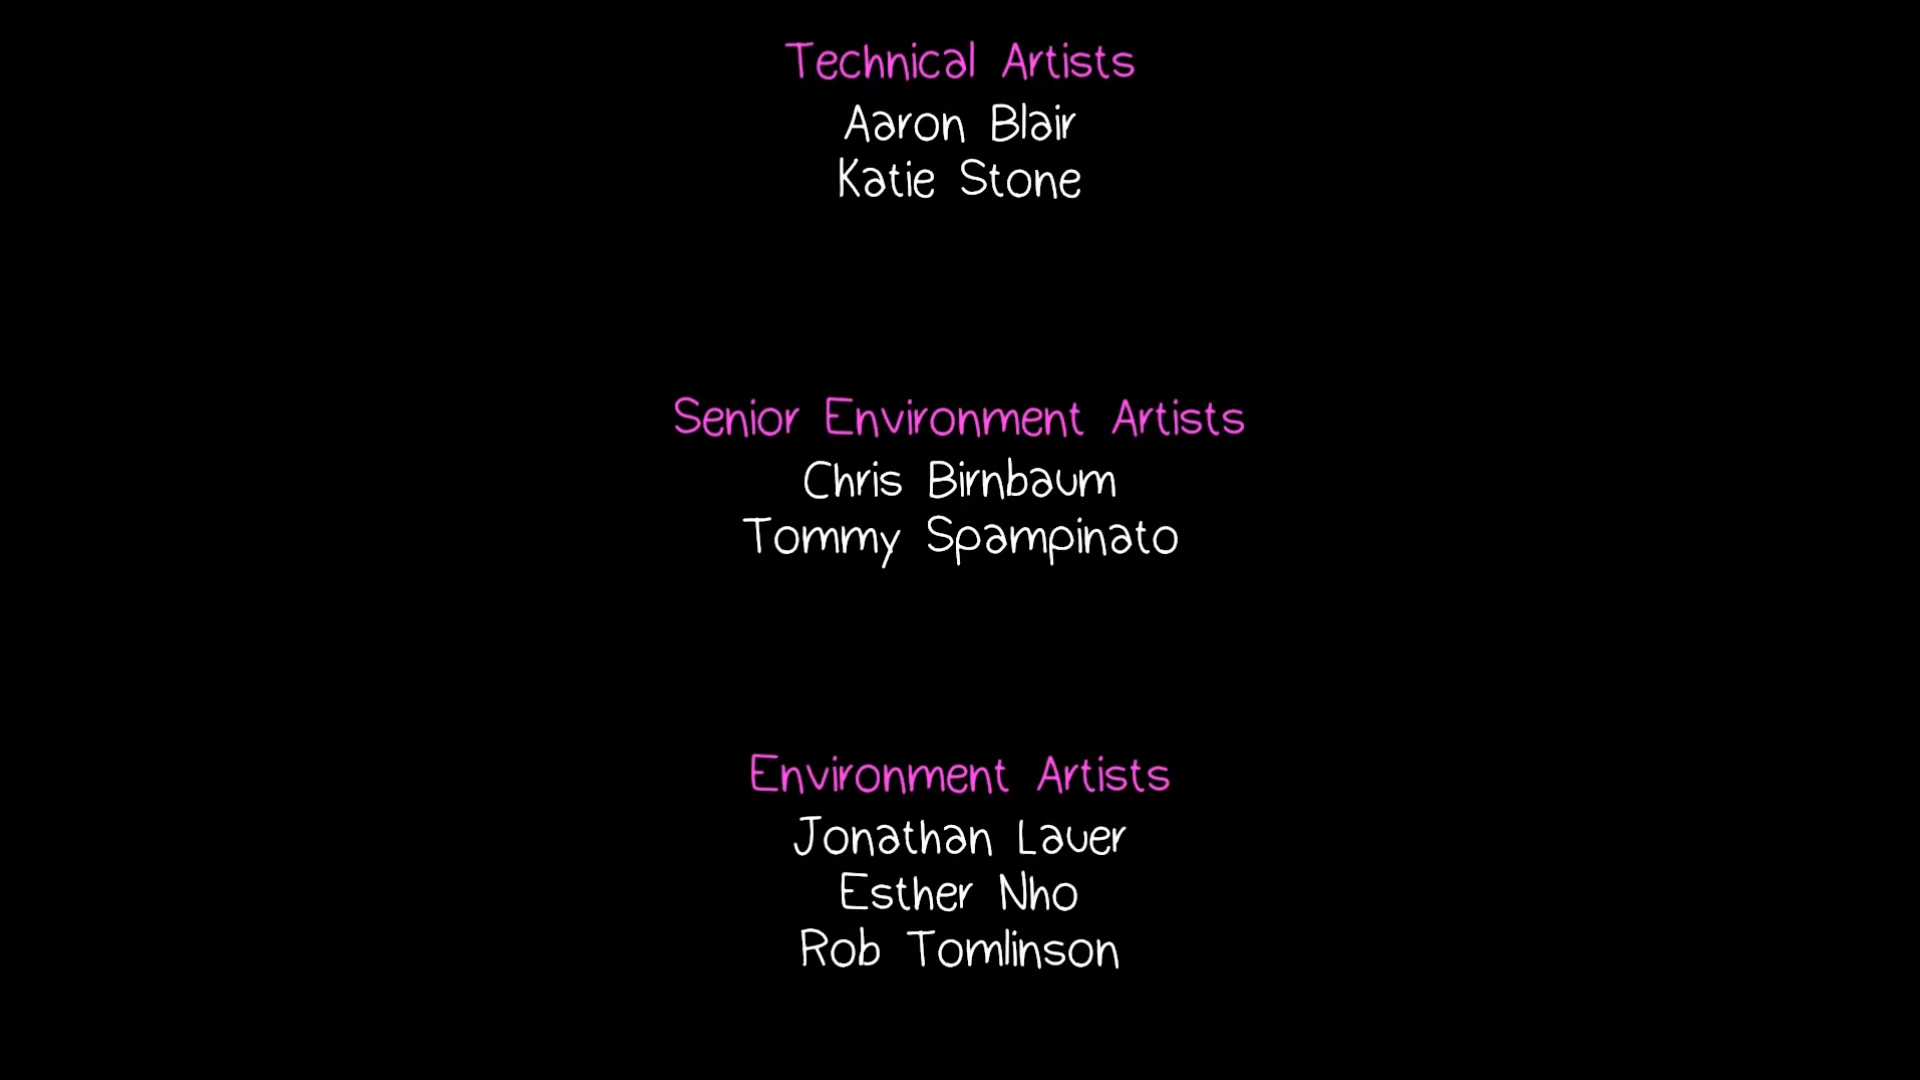 Technical Artists
Aaron Blair
Katie Stone
Senior Environment Artists
Chris Birnbaum
Tommy Spampinato
Environment Artists
Jonathan Lauer
Esther Nho
Rob Tomlinson